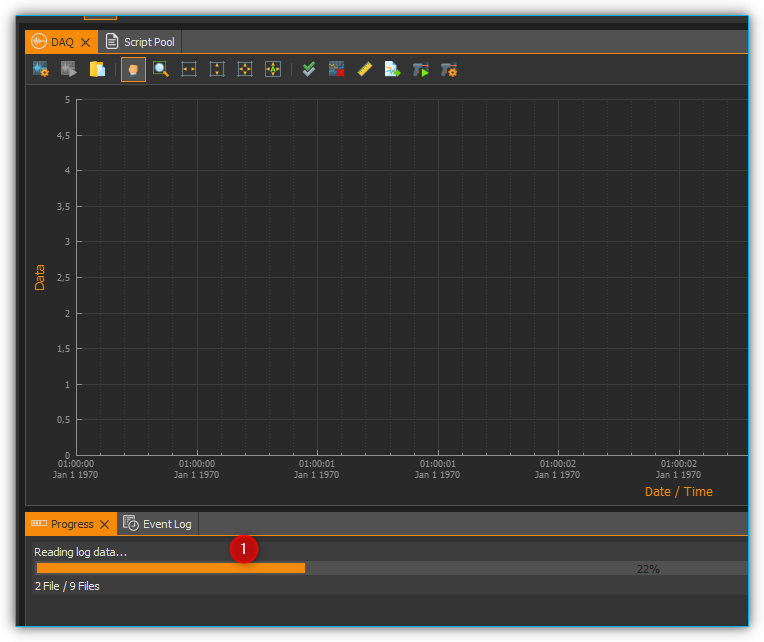 DAQ Script Pool
5
4,5
4
3,5
3
2,5
2
1,5
1
0,5
0
Data
01:00:00 01:00:00 01:00:01 01:00:01 01:00:02 01:00:02
Jan 1 1970 Jan 1 1970 Jan 1 1970 Jan 1 1970 Jan 1 1970 Jan 1 1970
Date / Time
Progress Event Log
1
Reading log data...
22%
2 File / 9 Files